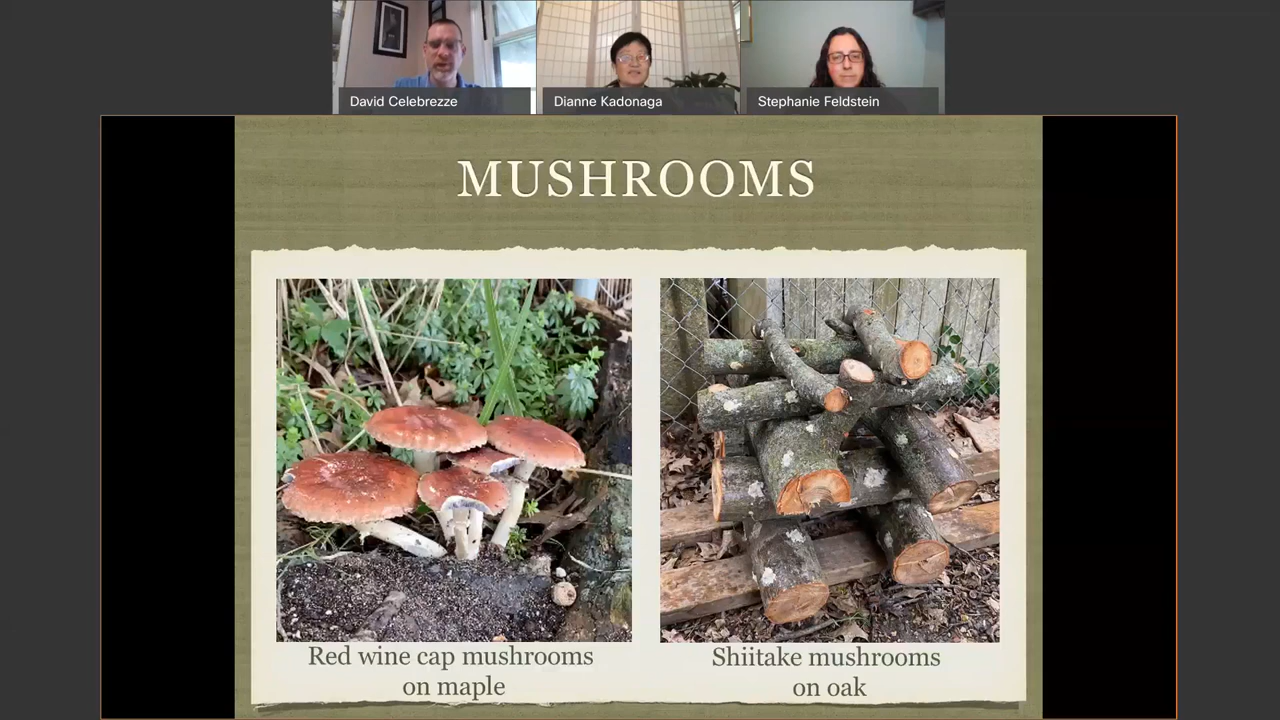 David Celebrezze
Dianne Kadonaga
Stephanie Feldstein
MUSHROOMS
Red wine cap mushrooms
on maple
Shiitake mushrooms
on oak